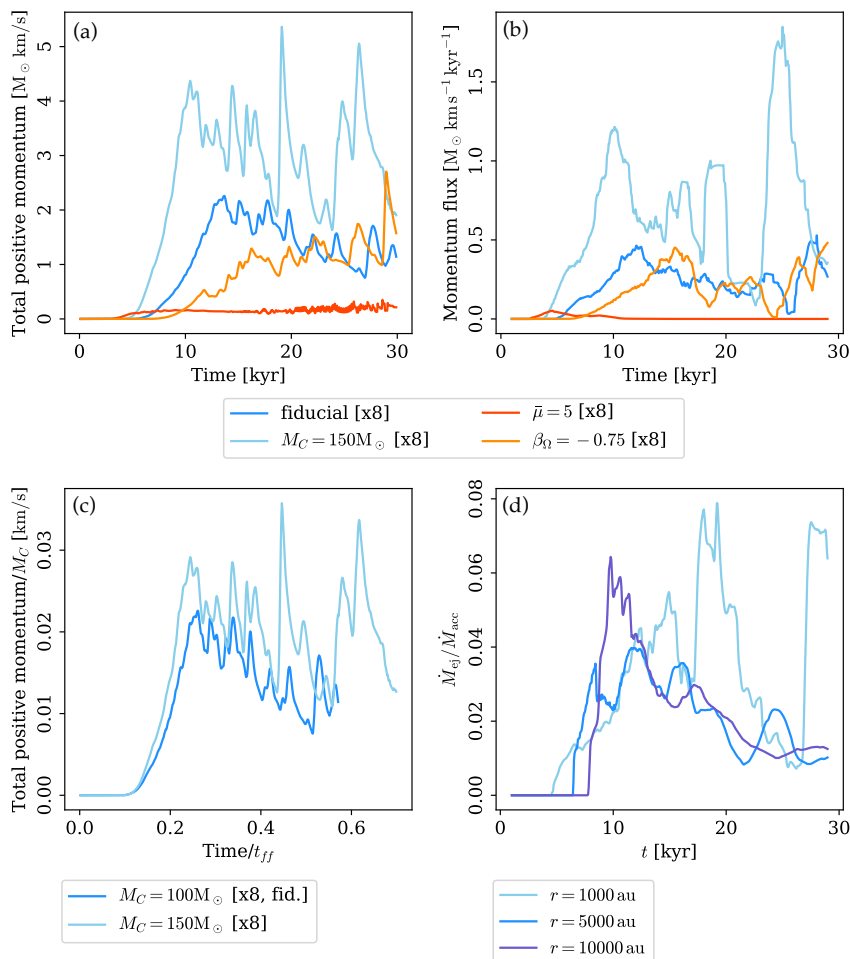 (a)
Total positive momentum [M⊙ km/s]
0
1
2
3
4
5
0 10 20 30
Time [kyr]
(b)
Momentum flux [M⊙ km s⁻¹ kyr⁻¹]
0.0
0.5
1.0
1.5
0 10 20 30
Time [kyr]
fiducial [x8]
M_C = 150M⊙ [x8]
μ̄ = 5 [x8]
β_Ω = −0.75 [x8]
(c)
Total positive momentum/M_C [km/s]
0.00
0.01
0.02
0.03
0.0 0.2 0.4 0.6
Time/t_ff
(d)
Ṁ_ej/Ṁ_acc
0.00
0.02
0.04
0.06
0.08
0 10 20 30
t [kyr]
M_C = 100M⊙ [x8, fid.]
M_C = 150M⊙ [x8]
r = 1000 au
r = 5000 au
r = 10000 au